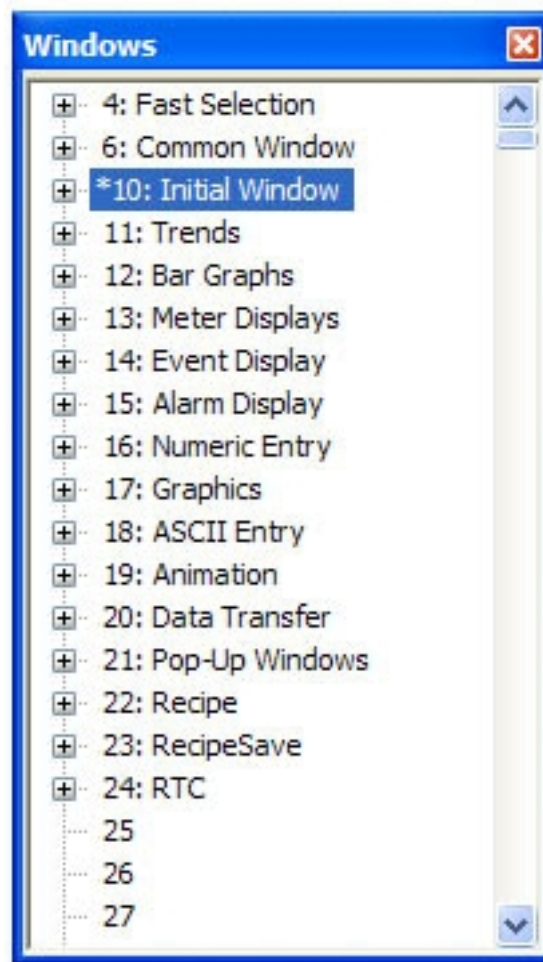 Windows
4: Fast Selection
6: Common Window
*10: Initial Window
11: Trends
12: Bar Graphs
13: Meter Displays
14: Event Display
15: Alarm Display
16: Numeric Entry
17: Graphics
18: ASCII Entry
19: Animation
20: Data Transfer
21: Pop-Up Windows
22: Recipe
23: RecipeSave
24: RTC
25
26
27